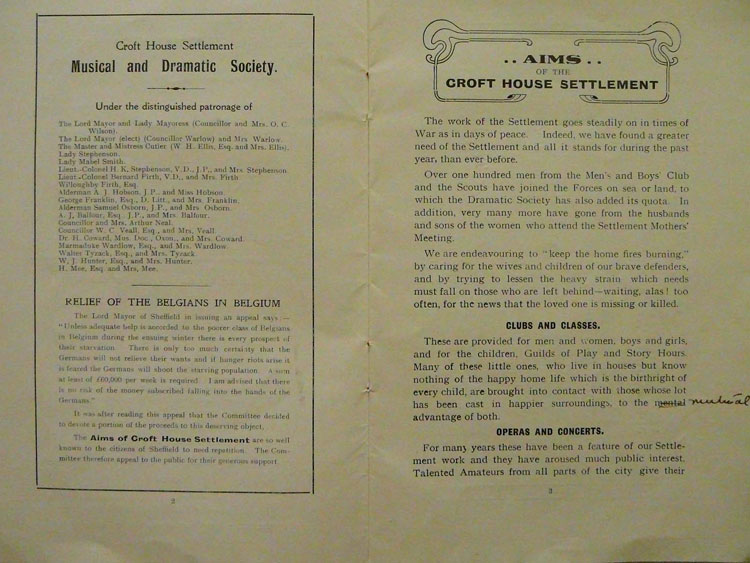 Croft House Settlement
Musical and Dramatic Society.
Under the distinguished patronage of
The Lord Mayor and Lady Mayoress (Councillor and Mrs. O. C.
Wilson).
The Lord Mayor (elect) (Councillor Warlow) and Mrs Warlow.
The Master and Mistress Cutler (W. H. Ellis, Esq. and Mrs. Ellis).
Lady Stephenson.
Lady Mabel Smith.
Lieut.-Colonel H. K. Stephenson, V.D., J.P., and Mrs. Stephenson.
Lieut-Colonel Bernard Firth, V.D., and Mrs. Firth
Willoughby Firth, Esq.
Alderman A. J. Hobson, J.P., and Miss Hobson.
George Franklin, Esq., D. Litt., and Mrs. Franklin.
Alderman Samuel Osborn, J.P., and Mrs. Osborn.
A. J. Balfour, Esq., J.P., and Mrs. Balfour.
Councillor and Mrs. Arthur Neal.
Councillor W. C. Veall, Esq., and Mrs. Veall.
Dr. H. Coward, Mus. Doc., Oxon., and Mrs. Coward.
Marmaduke Wardlow, Esq., and Mrs. Wardlow.
Walter Tyzack, Esq., and Mrs. Tyzack
W. J. Hunter, Esq., and Mrs. Hunter.
H. Mee, Esq. and Mrs. Mee.
RELIEF OF THE BELGIANS IN BELGIUM
The Lord Mayor of Sheffield in issuing an appeal says :—
"Unless adequate help is accorded to the poorer class of Belgians
in Belgium during the ensuing winter there is every prospect of
their starvation. There is only too much certainty that the
Germans will not relieve their wants and if hunger riots arise it
is feared the Germans will shoot the starving population. A sum
at least of £60,000 per week is required. I am advised that there
is no risk of the money subscribed falling into the hands of the
Germans."
It was after reading this appeal that the Committee decided
to devote a portion of the proceeds to this deserving object.
The Aims of Croft House Settlement are so well
known to the citizens of Sheffield to need repetition. The Com-
mittee therefore appeal to the public for their generous support
2
.. AIMS ..
OF THE
CROFT HOUSE SETTLEMENT
The work of the Settlement goes steadily on in times of
War as in days of peace. Indeed, we have found a greater
need of the Settlement and all it stands for during the past
year, than ever before.
Over one hundred men from the Men's and Boys' Club
and the Scouts have joined the Forces on sea or land, to
which the Dramatic Society has also added its quota. In
addition, very many more have gone from the husbands
and sons of the women who attend the Settlement Mothers'
Meeting.
We are endeavouring to "keep the home fires burning,"
by caring for the wives and children of our brave defenders,
and by trying to lessen the heavy strain which needs
must fall on those who are left behind—waiting, alas! too
often, for the news that the loved one is missing or killed.
CLUBS AND CLASSES.
These are provided for men and women, boys and girls,
and for the children, Guilds of Play and Story Hours.
Many of these little ones, who live in houses but know
nothing of the happy home life which is the birthright of
every child, are brought into contact with those whose lot
has been cast in happier surroundings, to the mental mutual
advantage of both.
OPERAS AND CONCERTS.
For many years these have been a feature of our Settle-
ment work and they have aroused much public interest.
Talented Amateurs from all parts of the city give their
3